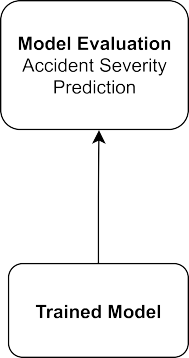 Model Evaluation
Accident Severity
Prediction
Trained Model